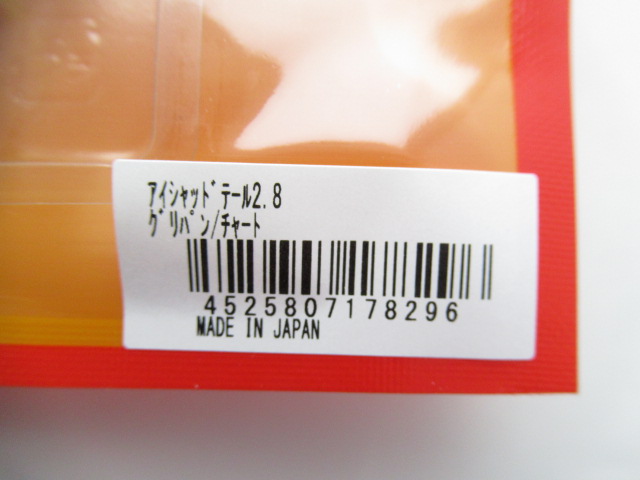 ｱｲｼｬｯﾄﾞﾃｰﾙ2.8
ｸﾞﾘﾊﾟﾝ/ﾁｬｰﾄ
4525807178296
MADE IN JAPAN